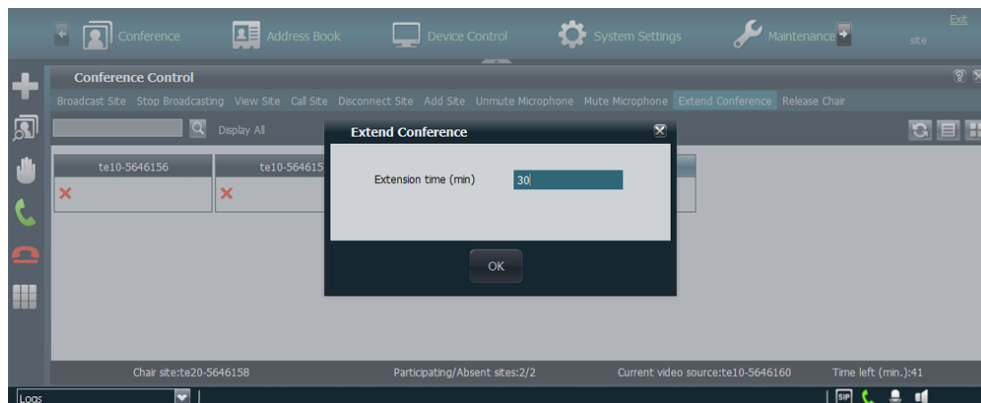 Exit
Conference Address Book Device Control System Settings Maintenance site
Conference Control
Broadcast Site Stop Broadcasting View Site Call Site Disconnect Site Add Site Unmute Microphone Mute Microphone Extend Conference Release Chair
Display All
Extend Conference
te10-5646156 te10-564615
Extension time (min) 30
OK
Chair site:te20-5646158 Participating/Absent sites:2/2 Current video source:te10-5646160 Time left (min.):41
Logs SIP